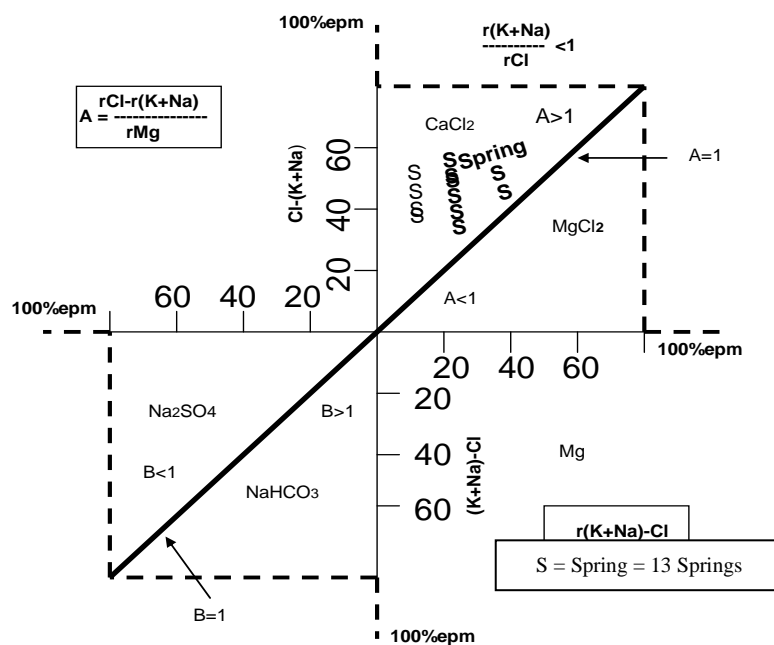 100%epm
r(K+Na)
---------- <1
rCl
rCl-r(K+Na)
A = ---------------
rMg
CaCl2
A>1
Cl-(K+Na)
60
40
20
S Spring
S
S
S
S
S
S
S
S
S
S
S
S
A=1
MgCl2
A<1
60 40 20
100%epm
100%epm
20 40 60
Na2SO4
B>1
B<1
NaHCO3
20
40
60
(K+Na)-Cl
Mg
r(K+Na)-Cl
S = Spring = 13 Springs
B=1
100%epm